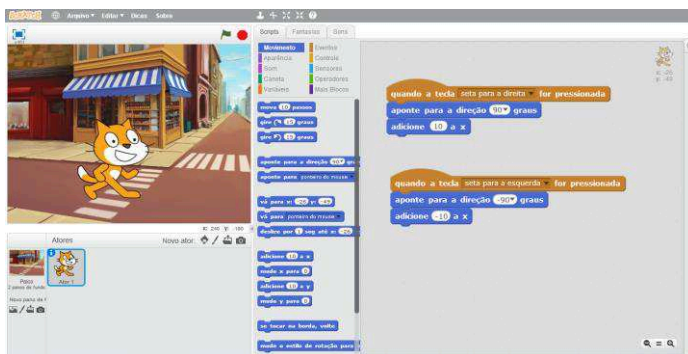 SCRATCH Arquivo Editar Dicas Sobre
Scripts Fantasias Sons
Movimento Eventos
Aparência Controle
Som Sensores
Caneta Operadores
Variáveis Mais Blocos
mova 10 passos
gire 15 graus
gire 15 graus
aponte para a direção 90
aponte para ponteiro do mouse
vá para x: -26 y: -49
vá para ponteiro do mouse
deslize por 1 seg até x: -26
adicione 10 a x
mude x para 0
adicione 10 a y
mude y para 0
se tocar na borda, volte
mude o estilo de rotação para
quando a tecla seta para a direita for pressionada
aponte para a direção 90 graus
adicione 10 a x
quando a tecla seta para a esquerda for pressionada
aponte para a direção -90 graus
adicione -10 a x
x: 240 y: -180
Atores Novo ator:
Palco
2 panos de fundo
Ator 1
Novo pano de f